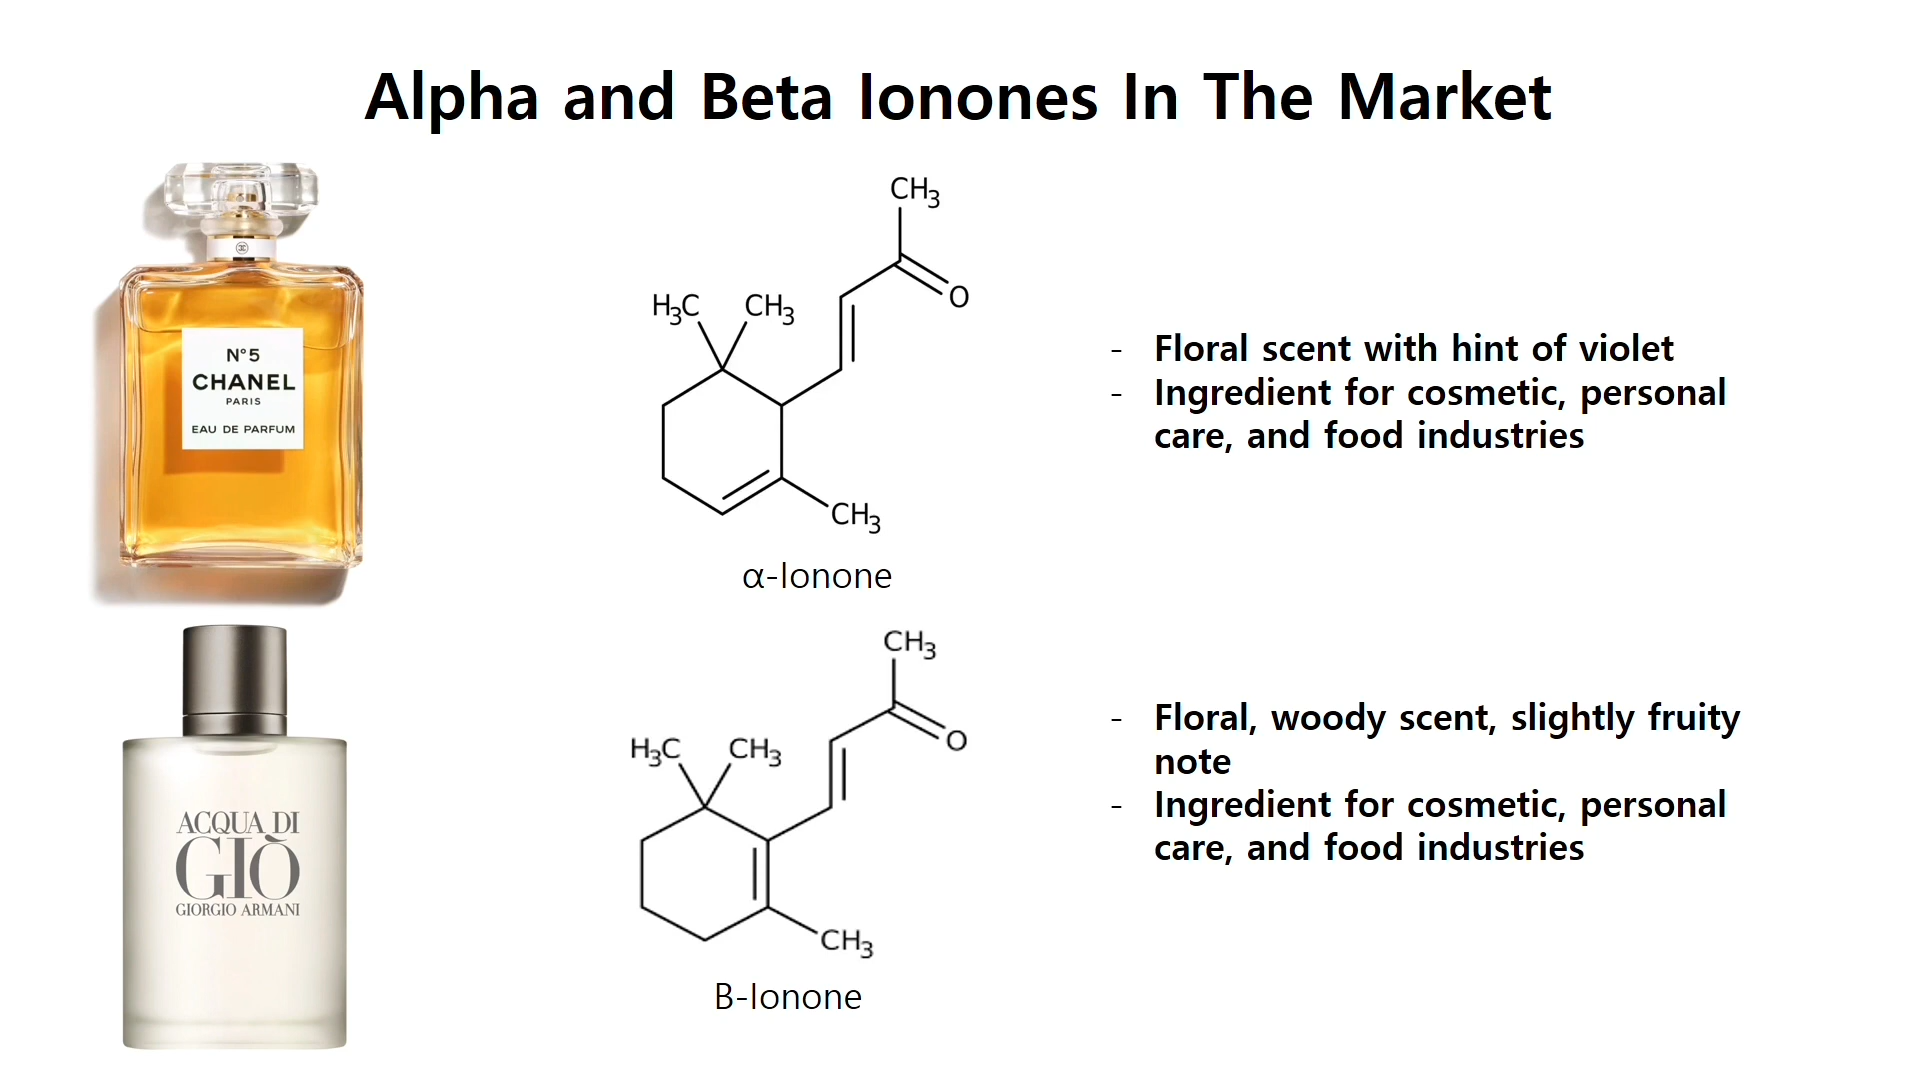 Alpha and Beta Ionones In The Market
N°5
CHANEL
PARIS
EAU DE PARFUM
CH3
H3C
CH3
O
CH3
α-Ionone
- Floral scent with hint of violet
- Ingredient for cosmetic, personal
care, and food industries
ACQUA DI
GIÒ
GIORGIO ARMANI
CH3
H3C
CH3
O
CH3
B-Ionone
- Floral, woody scent, slightly fruity
note
- Ingredient for cosmetic, personal
care, and food industries